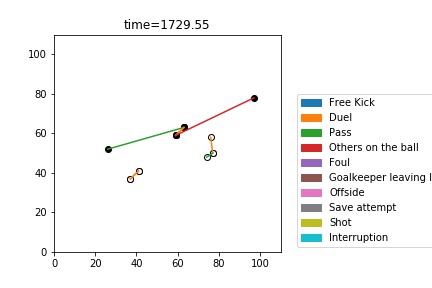 time=1729.55
100
80
60
40
20
0
0 20 40 60 80 100
Free Kick
Duel
Pass
Others on the ball
Foul
Goalkeeper leaving l
Offside
Save attempt
Shot
Interruption